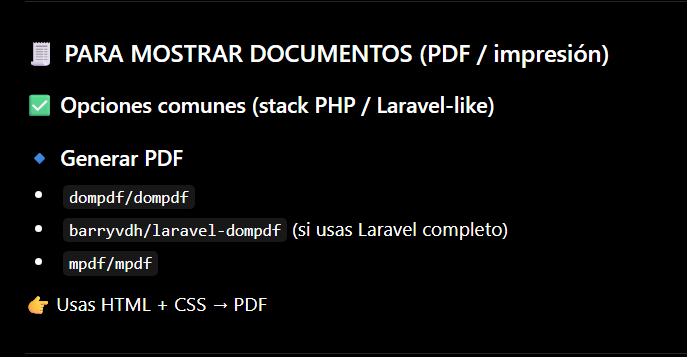 🗒️ PARA MOSTRAR DOCUMENTOS (PDF / impresión)
✅ Opciones comunes (stack PHP / Laravel-like)
🔹 Generar PDF
• dompdf/dompdf
• barryvdh/laravel-dompdf (si usas Laravel completo)
• mpdf/mpdf
👉 Usas HTML + CSS → PDF